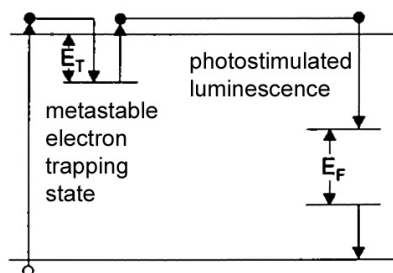 E_T
metastable
electron
trapping
state
photostimulated
luminescence
E_F